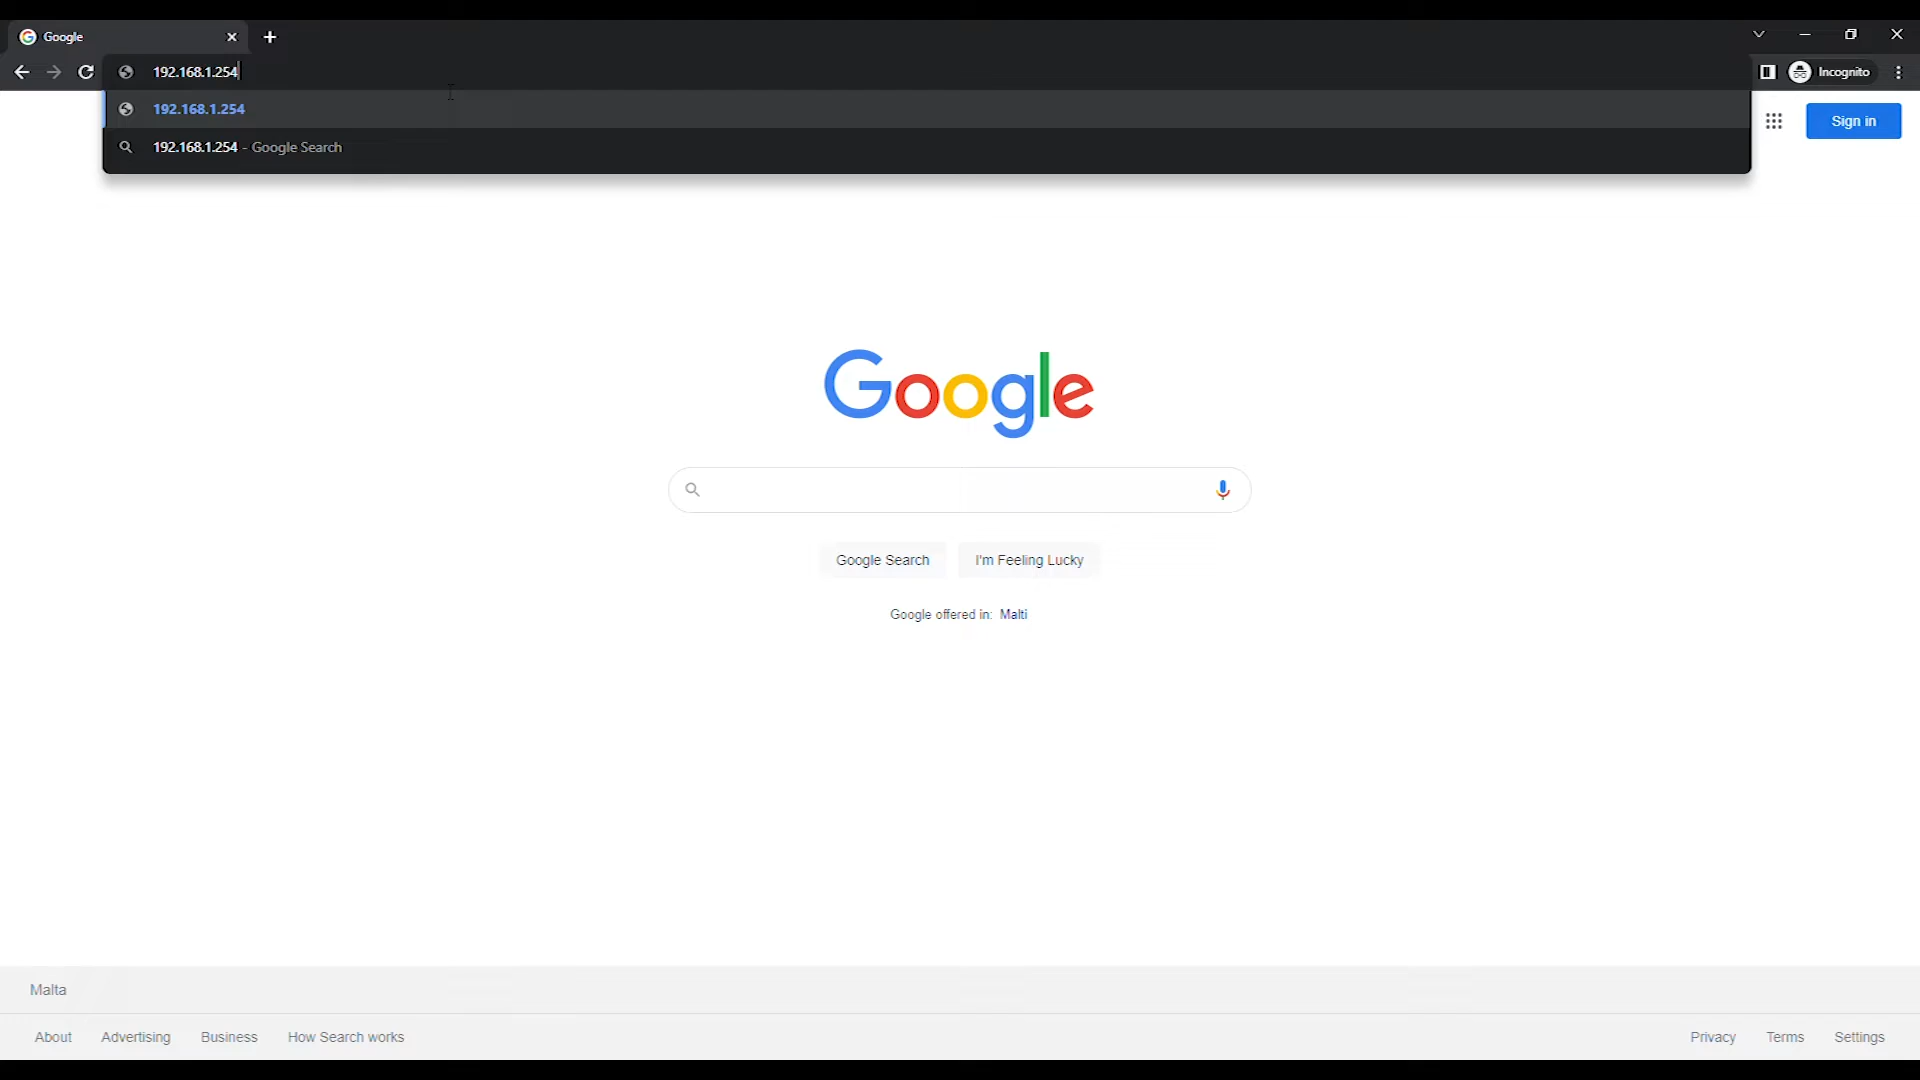 Google
192.168.1.254
Incognito
192.168.1.254
192.168.1.254 - Google Search
Sign in
Google
Google Search
I'm Feeling Lucky
Google offered in: Malti
Malta
About
Advertising
Business
How Search works
Privacy
Terms
Settings